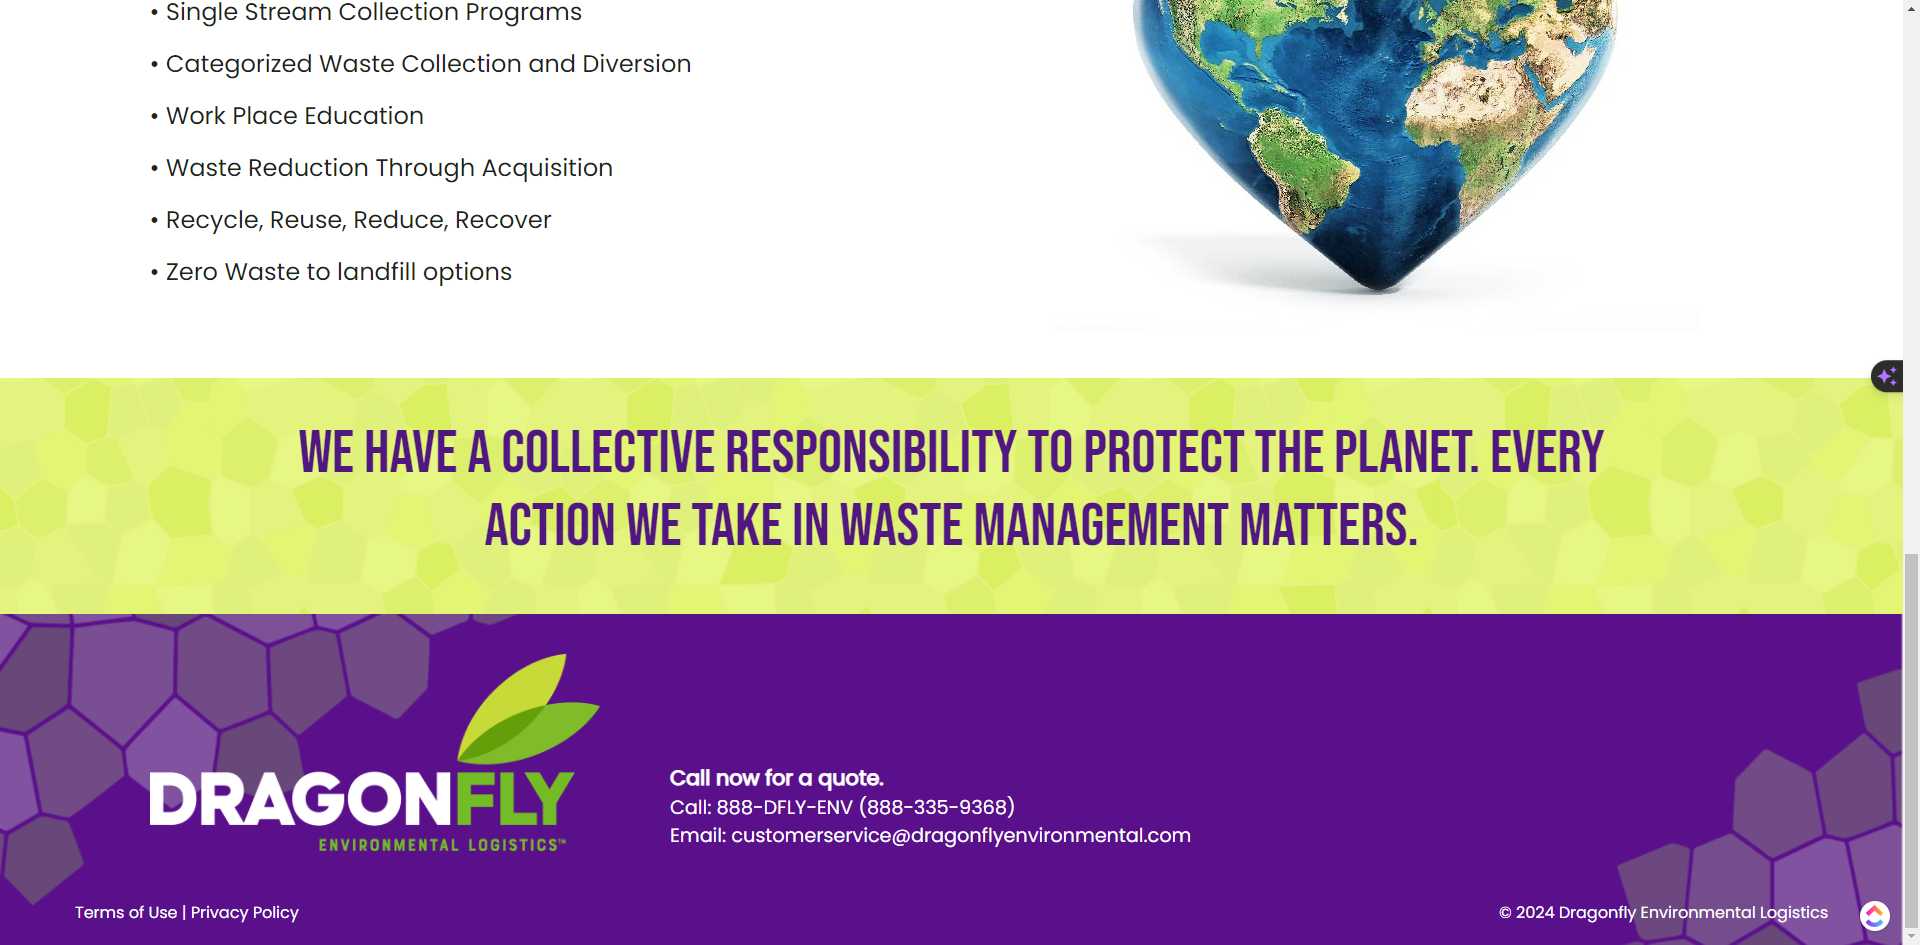 • Single Stream Collection Programs
• Categorized Waste Collection and Diversion
• Work Place Education
• Waste Reduction Through Acquisition
• Recycle, Reuse, Reduce, Recover
• Zero Waste to landfill options
WE HAVE A COLLECTIVE RESPONSIBILITY TO PROTECT THE PLANET. EVERY
ACTION WE TAKE IN WASTE MANAGEMENT MATTERS.
DRAGONFLY
ENVIRONMENTAL LOGISTICS™
Call now for a quote.
Call: 888-DFLY-ENV (888-335-9368)
Email: customerservice@dragonflyenvironmental.com
Terms of Use | Privacy Policy
© 2024 Dragonfly Environmental Logistics